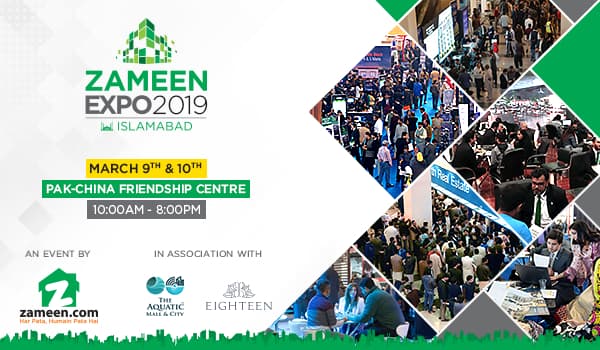 ZAMEEN
EXPO2019
ISLAMABAD
MARCH 9TH & 10TH
PAK-CHINA FRIENDSHIP CENTRE
10:00AM - 8:00PM
AN EVENT BY
IN ASSOCIATION WITH
zameen.com
Har Pata, Humain Pata Hai
THE
AQUATIC
MALL & CITY
EIGHTEEN
Real Estate